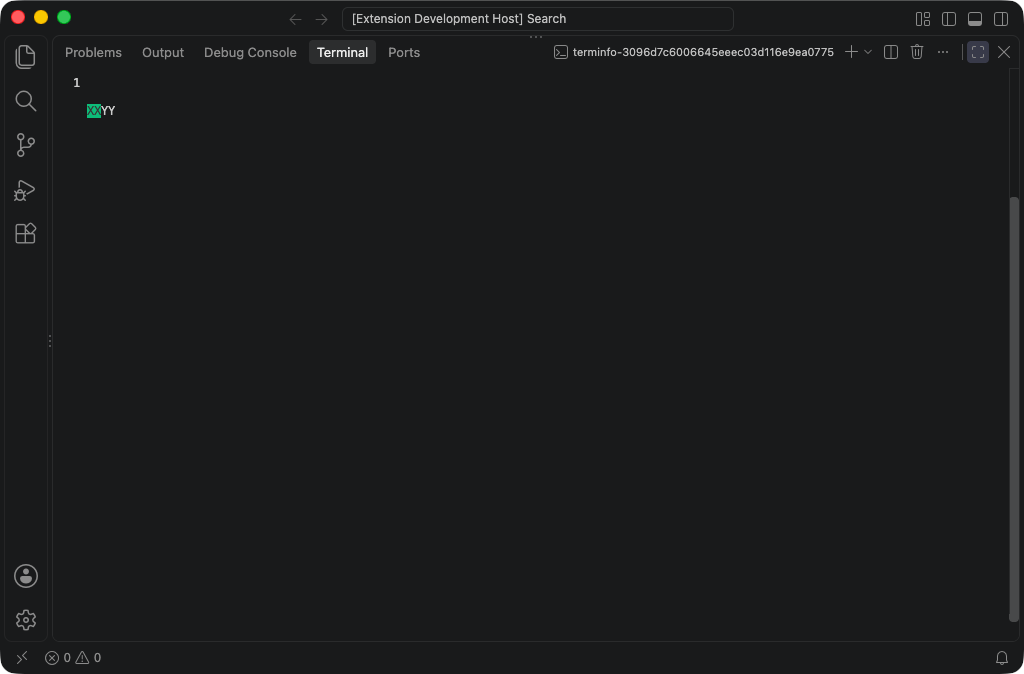 [Extension Development Host] Search
Problems Output Debug Console Terminal Ports
terminfo-3096d7c6006645eeec03d116e9ea0775
1
XXYY
0 0